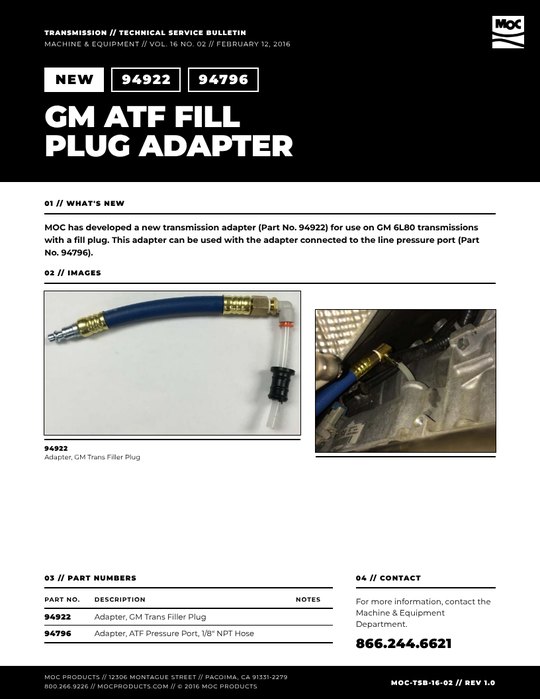 TRANSMISSION // TECHNICAL SERVICE BULLETIN
MACHINE & EQUIPMENT // VOL. 16 NO. 02 // FEBRUARY 12, 2016
MOC
NEW 94922 94796
GM ATF FILL
PLUG ADAPTER
01 // WHAT'S NEW
MOC has developed a new transmission adapter (Part No. 94922) for use on GM 6L80 transmissions
with a fill plug. This adapter can be used with the adapter connected to the line pressure port (Part
No. 94796).
02 // IMAGES
94922
Adapter, GM Trans Filler Plug
03 // PART NUMBERS
PART NO. DESCRIPTION NOTES
94922 Adapter, GM Trans Filler Plug
94796 Adapter, ATF Pressure Port, 1/8" NPT Hose
04 // CONTACT
For more information, contact the
Machine & Equipment
Department.
866.244.6621
MOC PRODUCTS // 12306 MONTAGUE STREET // PACOIMA, CA 91331-2279
800.266.9226 // MOCPRODUCTS.COM // © 2016 MOC PRODUCTS
MOC-TSB-16-02 // REV 1.0